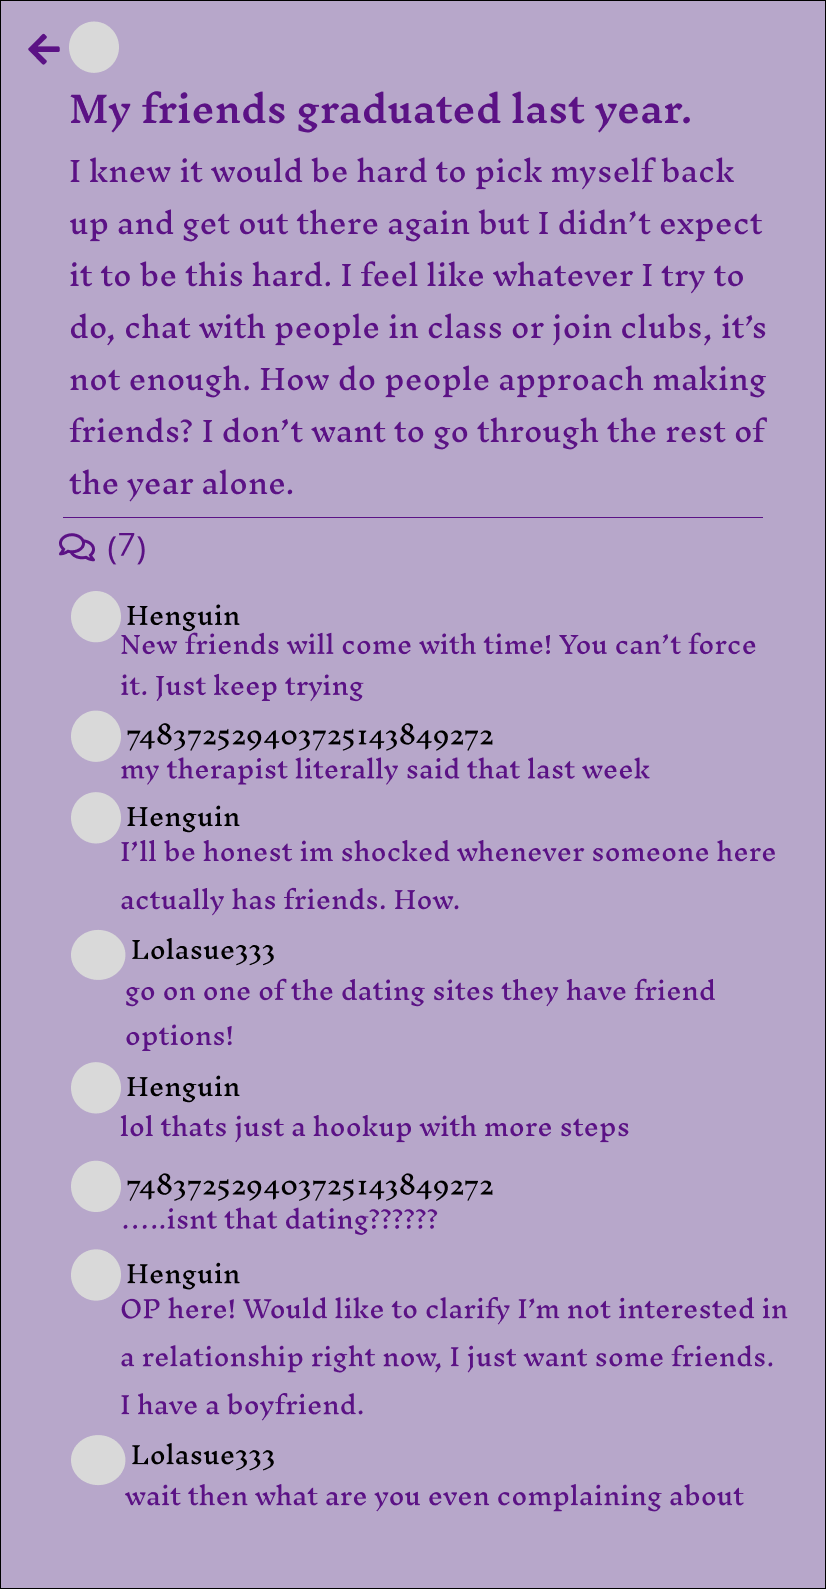 My friends graduated last year.
I knew it would be hard to pick myself back
up and get out there again but I didn’t expect
it to be this hard. I feel like whatever I try to
do, chat with people in class or join clubs, it’s
not enough. How do people approach making
friends? I don’t want to go through the rest of
the year alone.
(7)
Henguin
New friends will come with time! You can’t force
it. Just keep trying
748372529403725143849272
my therapist literally said that last week
Henguin
I’ll be honest im shocked whenever someone here
actually has friends. How.
Lolasue333
go on one of the dating sites they have friend
options!
Henguin
lol thats just a hookup with more steps
748372529403725143849272
.....isnt that dating??????
Henguin
OP here! Would like to clarify I’m not interested in
a relationship right now, I just want some friends.
I have a boyfriend.
Lolasue333
wait then what are you even complaining about